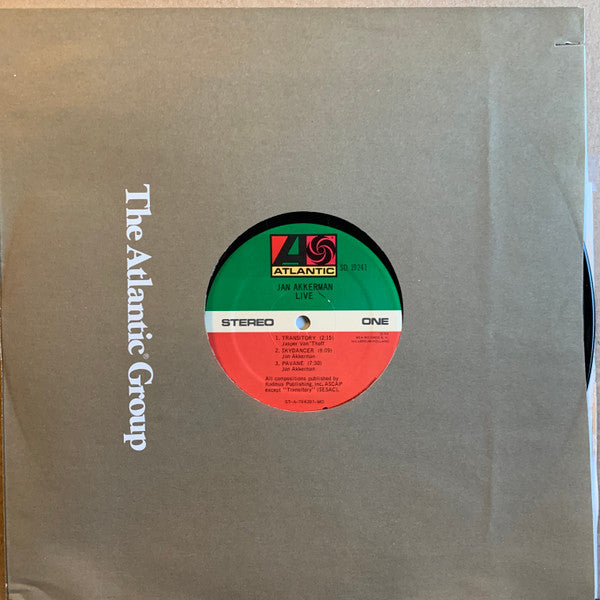 The Atlantic® Group
ATLANTIC
SD 19241
JAN AKKERMAN
LIVE
STEREO ONE
1. TRANSITORY (2:15)
Jasper van 'Thoff
2. SKYDANCER (9:09)
Jan Akkerman
3. PAVANE (7:30)
Jan Akkerman
All compositions published by
Radmus Publishing, Inc. ASCAP
except "Transitory" (SESAC).